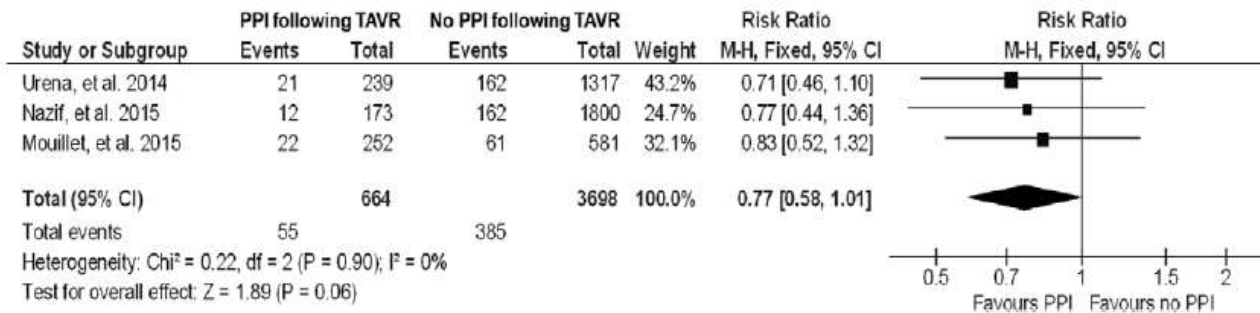 PPI following TAVR No PPI following TAVR Risk Ratio Risk Ratio
Study or Subgroup Events Total Events Total Weight M-H, Fixed, 95% CI M-H, Fixed, 95% CI
Urena, et al. 2014 21 239 162 1317 43.2% 0.71 [0.46, 1.10]
Nazif, et al. 2015 12 173 162 1800 24.7% 0.77 [0.44, 1.36]
Mouillet, et al. 2015 22 252 61 581 32.1% 0.83 [0.52, 1.32]
Total (95% CI) 664 3698 100.0% 0.77 [0.58, 1.01]
Total events 55 385
Heterogeneity: Chi² = 0.22, df = 2 (P = 0.90); I² = 0%
Test for overall effect: Z = 1.89 (P = 0.06)
0.5 0.7 1 1.5 2
Favours PPI Favours no PPI